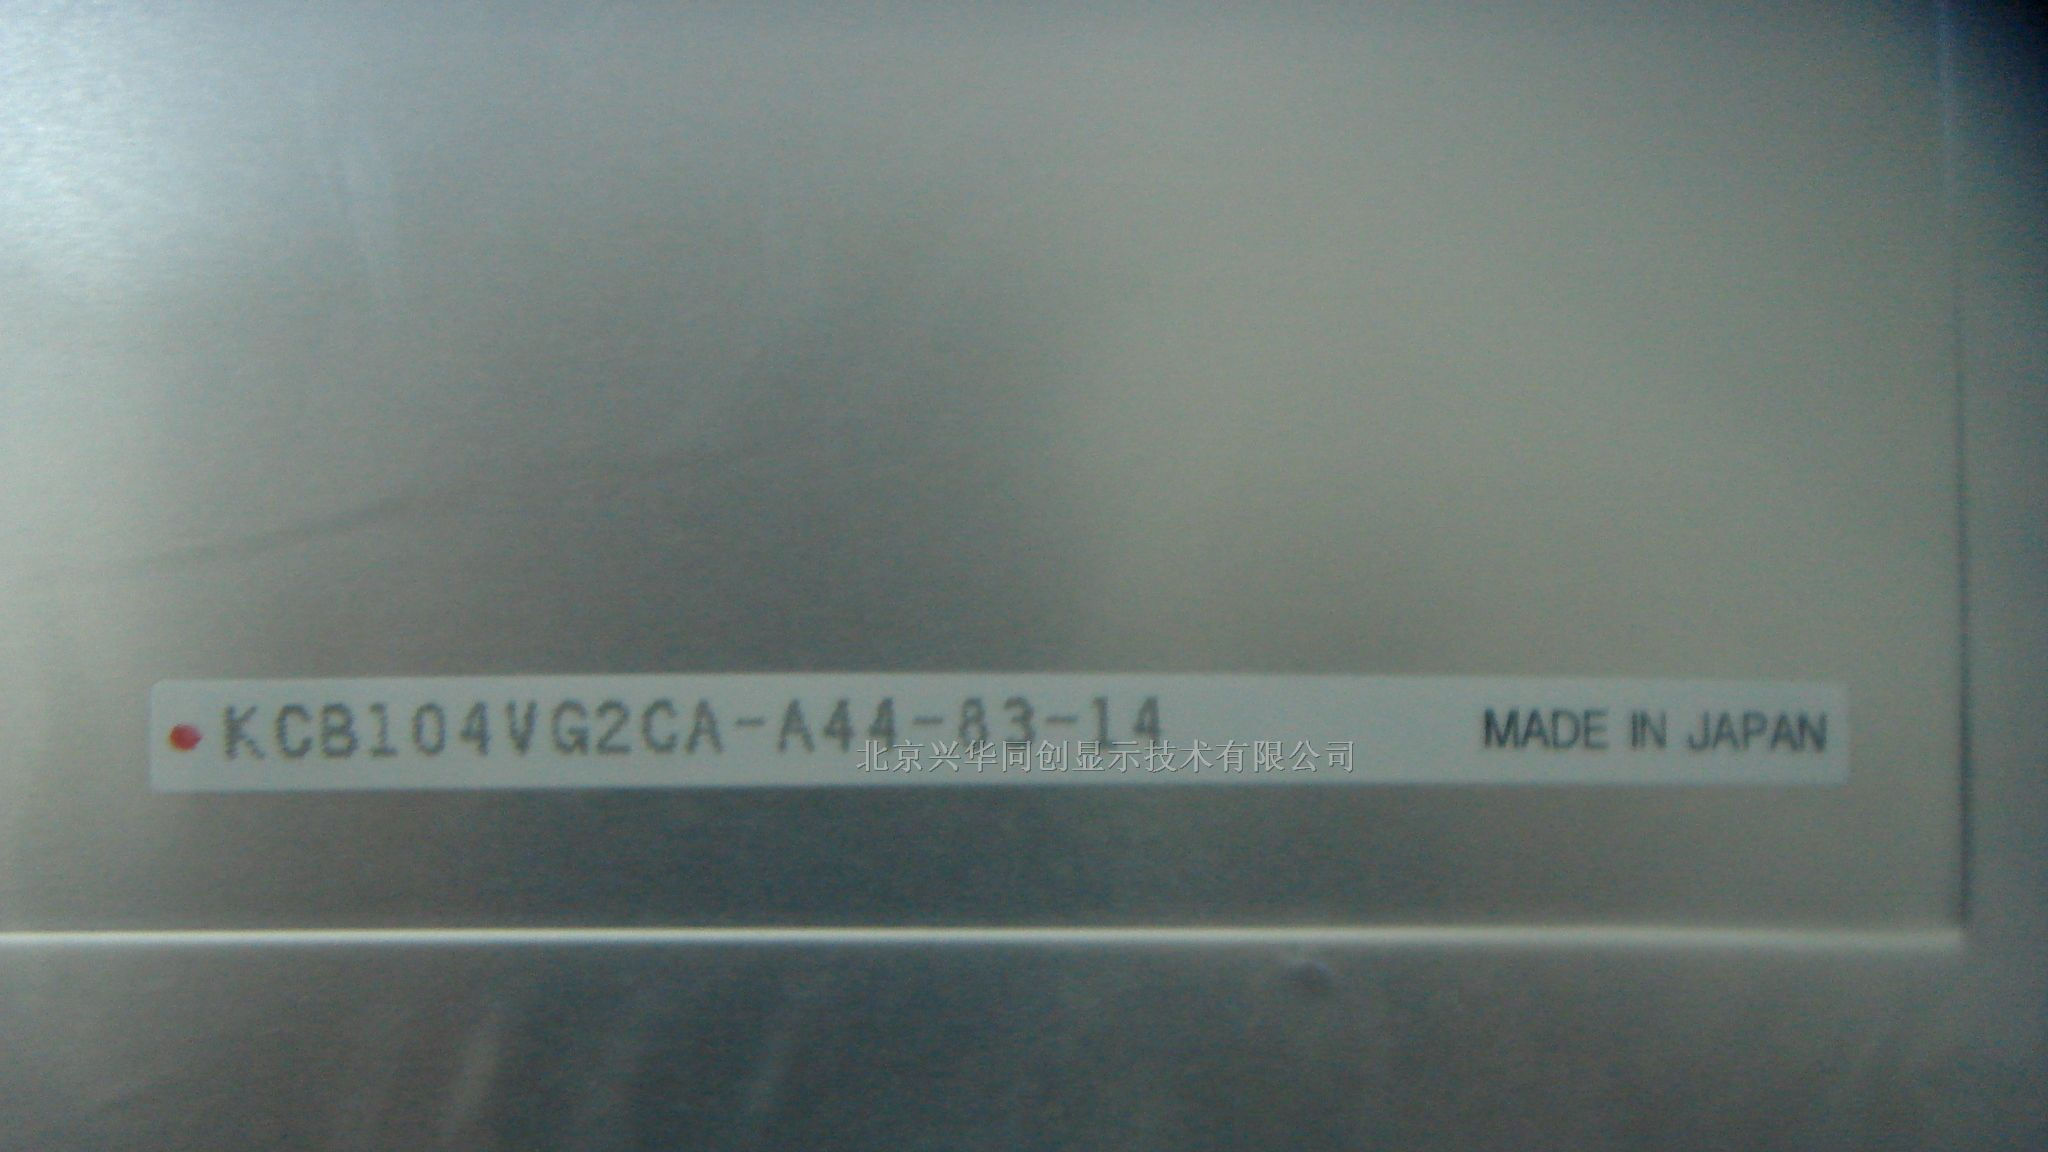 KCB104VG2CA-A44-83-14 MADE IN JAPAN
北京兴华同创显示技术有限公司